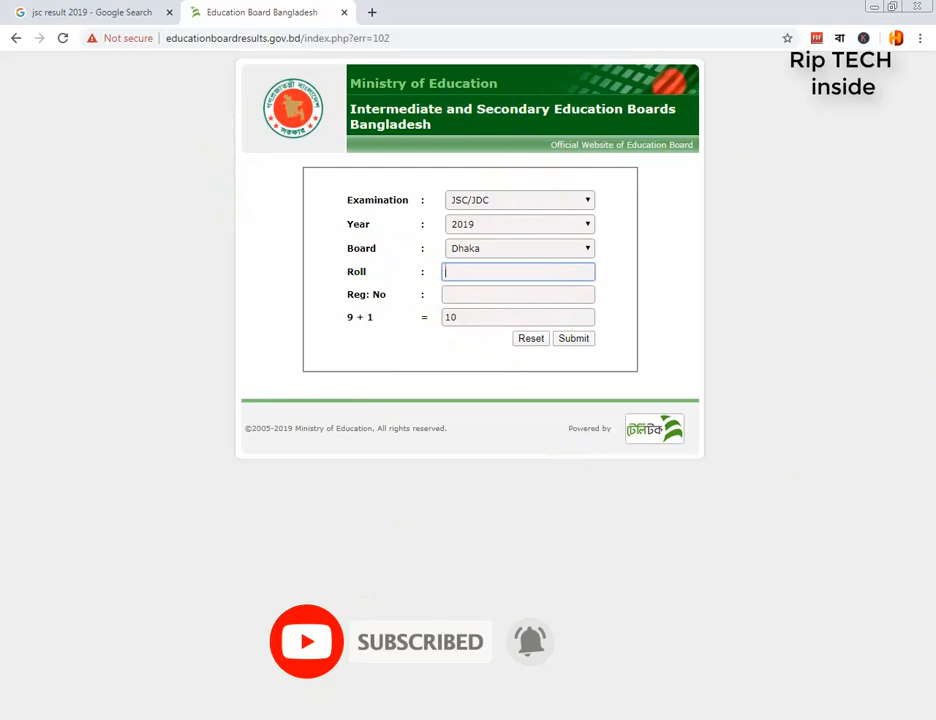 jsc result 2019 - Google Search
Education Board Bangladesh
Not secure
educationboardresults.gov.bd/index.php?err=102
বা
Rip TECH
inside
Ministry of Education
Intermediate and Secondary Education Boards
Bangladesh
Official Website of Education Board
Examination : JSC/JDC
Year : 2019
Board : Dhaka
Roll :
Reg: No :
9 + 1 = 10
Reset Submit
©2005-2019 Ministry of Education, All rights reserved.
Powered by
টেলিটক
SUBSCRIBED